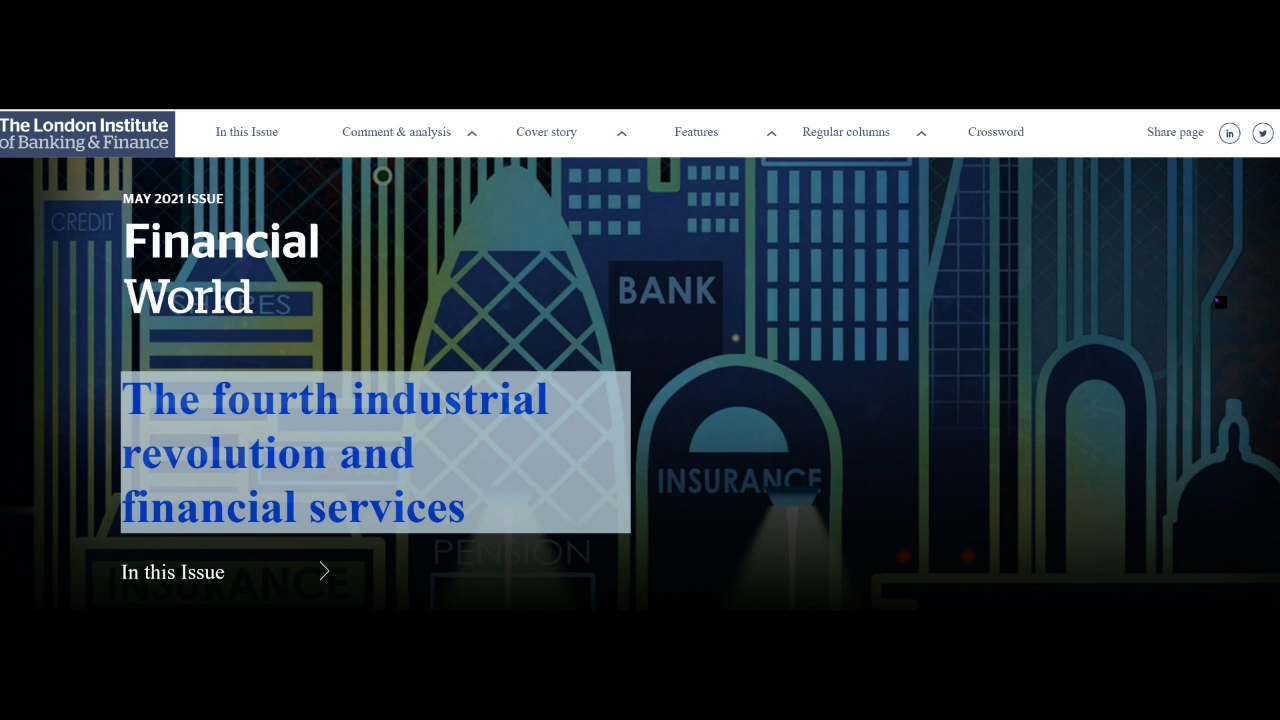 The London Institute
of Banking & Finance
In this Issue
Comment & analysis
Cover story
Features
Regular columns
Crossword
Share page
in
MAY 2021 ISSUE
CREDIT
Financial
World
BANK
The fourth industrial
revolution and
financial services
INSURANCE
PENSION
In this Issue
INSURANCE